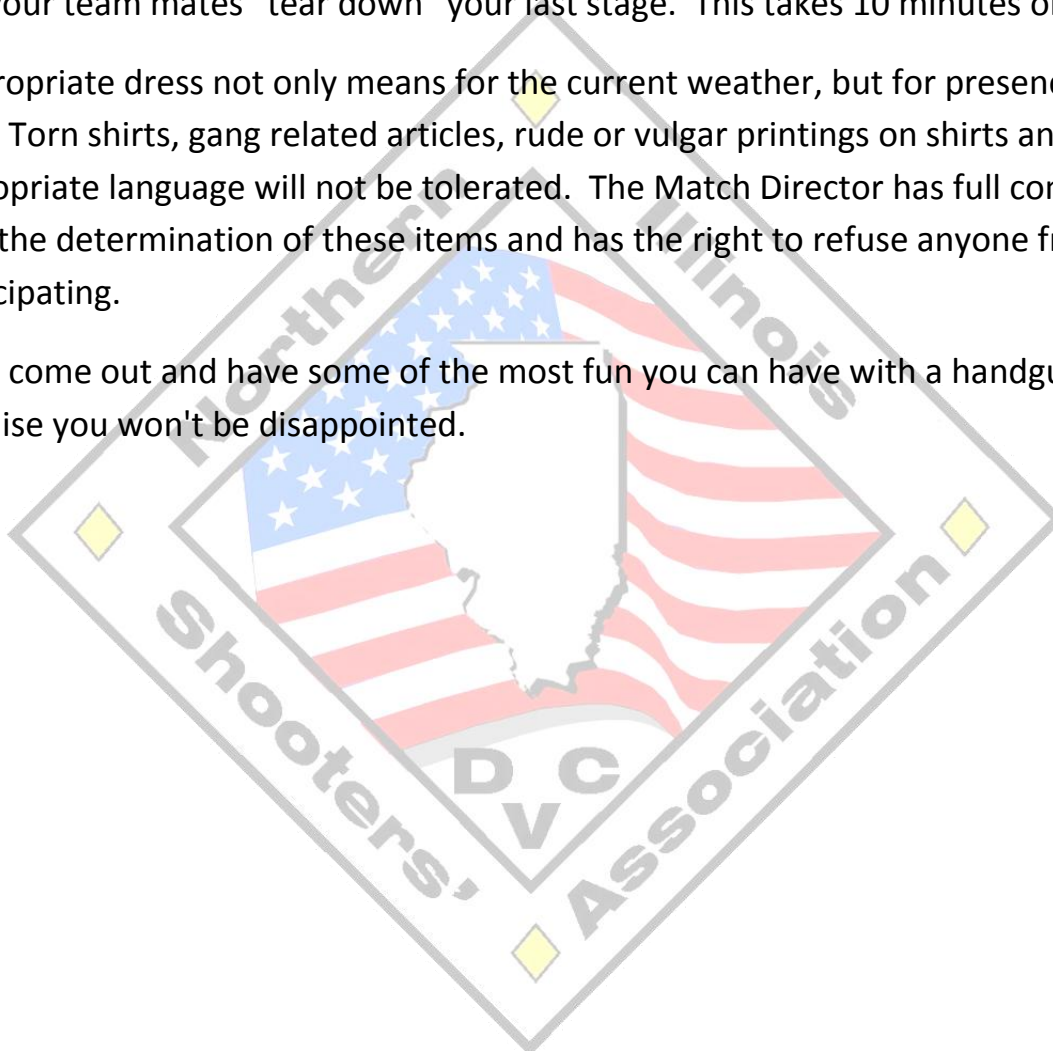 your team mates "tear down" your last stage. This takes 10 minutes
ropriate dress not only means for the current weather, but for presen
Torn shirts, gang related articles, rude or vulgar printings on shirts an
opriate language will not be tolerated. The Match Director has full con
the determination of these items and has the right to refuse anyone fr
cipating.
come out and have some of the most fun you can have with a handgu
ise you won't be disappointed.
Northern
Illinois
Shooters'
Association
D C
V